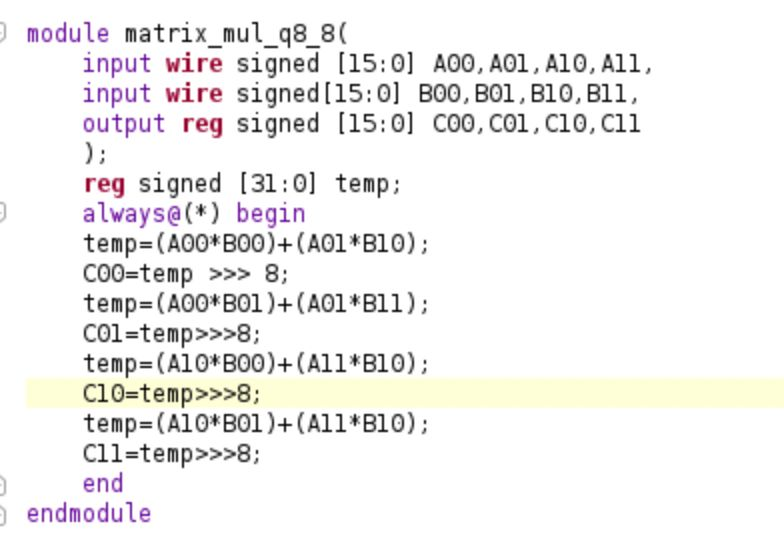 module matrix_mul_q8_8(
    input wire signed [15:0] A00,A01,A10,A11,
    input wire signed[15:0] B00,B01,B10,B11,
    output reg signed [15:0] C00,C01,C10,C11
    );
    reg signed [31:0] temp;
    always@(*) begin
    temp=(A00*B00)+(A01*B10);
    C00=temp >>> 8;
    temp=(A00*B01)+(A01*B11);
    C01=temp>>>8;
    temp=(A10*B00)+(A11*B10);
    C10=temp>>>8;
    temp=(A10*B01)+(A11*B10);
    C11=temp>>>8;
    end
endmodule